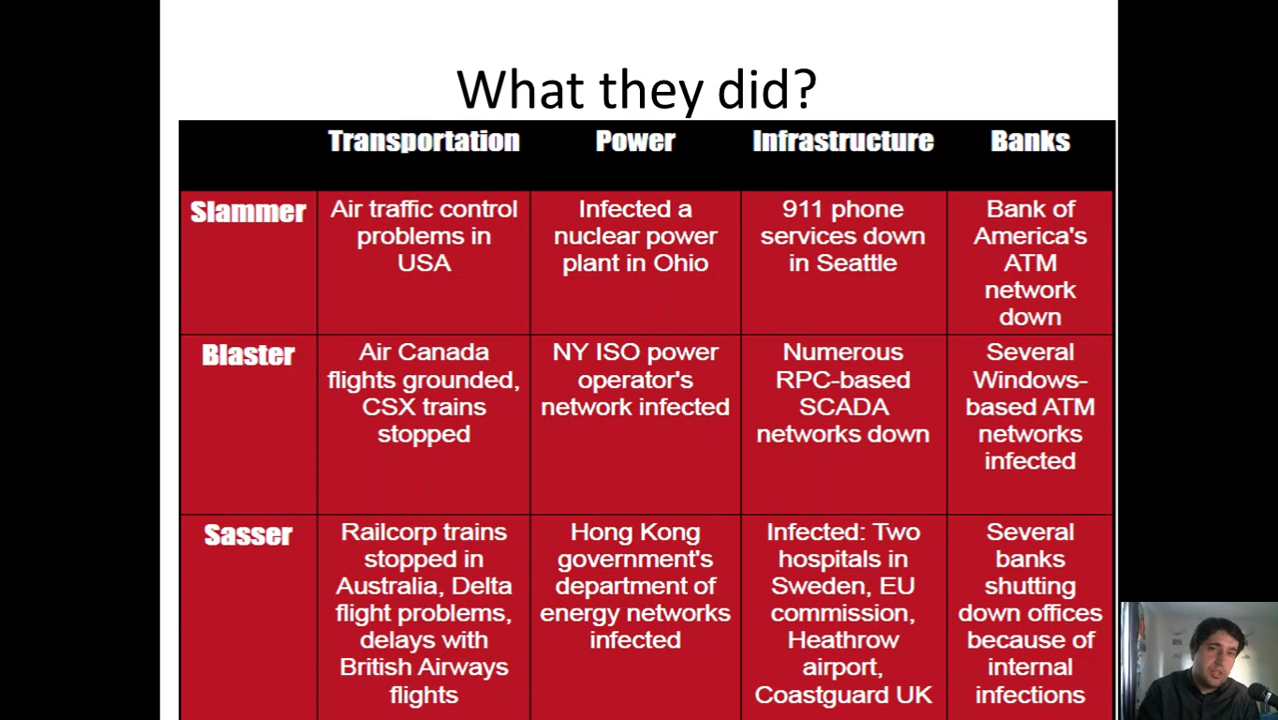 What they did?
Transportation
Power
Infrastructure
Banks
Slammer
Air traffic control
problems in
USA
Infected a
nuclear power
plant in Ohio
911 phone
services down
in Seattle
Bank of
America's
ATM
network
down
Blaster
Air Canada
flights grounded,
CSX trains
stopped
NY ISO power
operator's
network infected
Numerous
RPC-based
SCADA
networks down
Several
Windows-
based ATM
networks
infected
Sasser
Railcorp trains
stopped in
Australia, Delta
flight problems,
delays with
British Airways
flights
Hong Kong
government's
department of
energy networks
infected
Infected: Two
hospitals in
Sweden, EU
commission,
Heathrow
airport,
Coastguard UK
Several
banks
shutting
down offices
because of
internal
infections